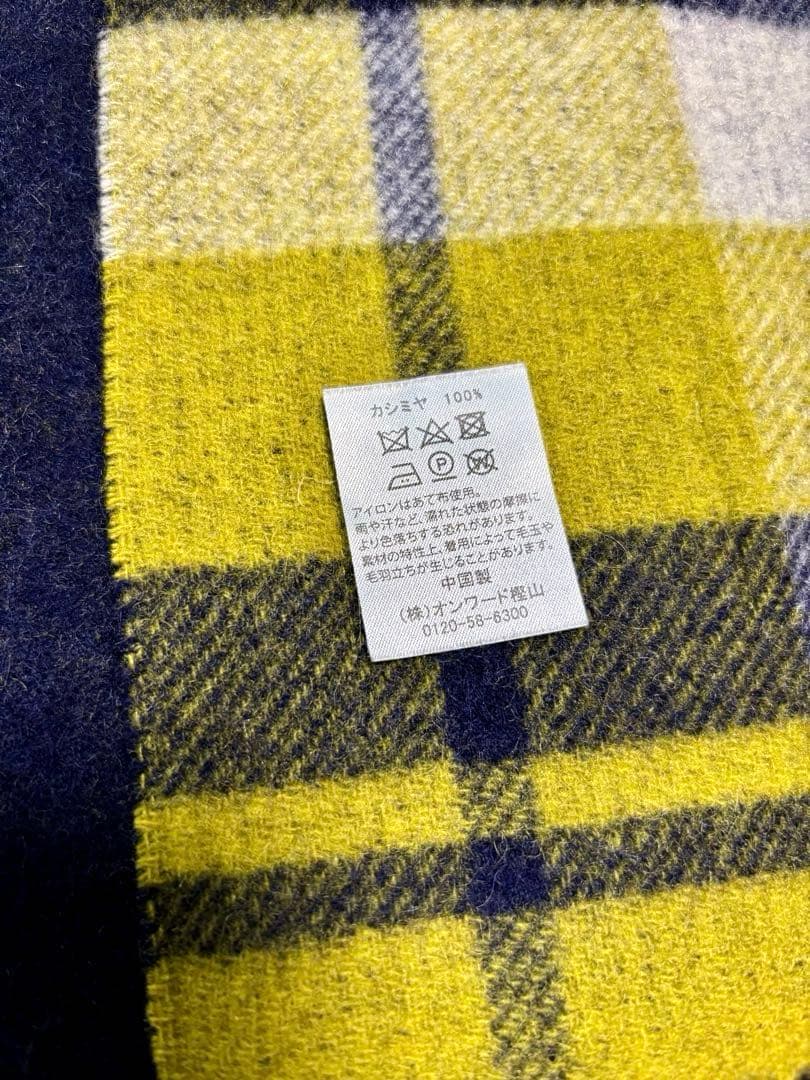 カシミヤ 100%
P W
アイロンはあて布使用。
雨や汗など、濡れた状態の摩擦に
より色落ちする恐れがあります。
素材の特性上、着用によって毛玉や
毛羽立ちが生じることがあります。
中国製
(株)オンワード樫山
0120-58-6300